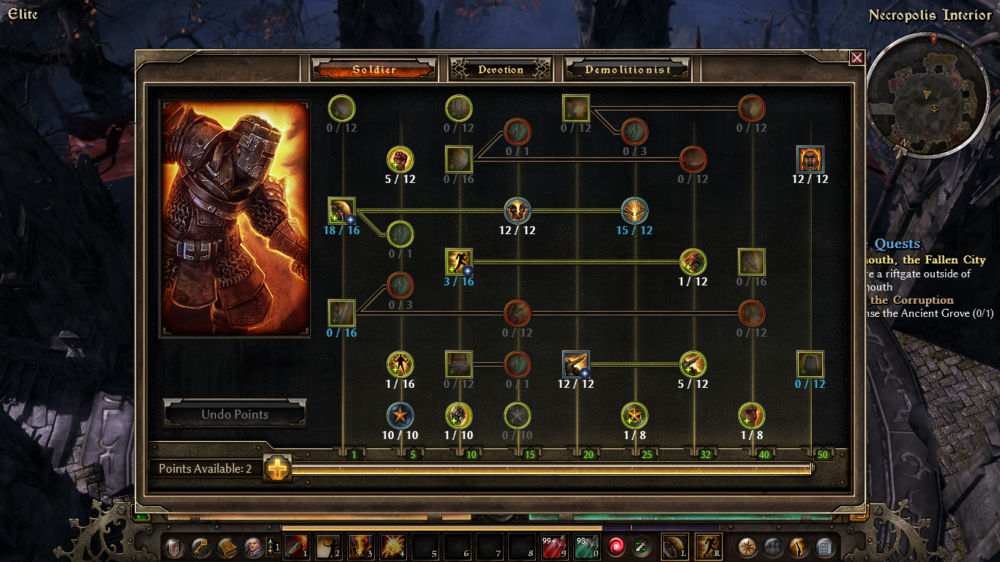 Elite
Necropolis Interior
Soldier
Devotion
Demolitionist
0 / 12
0 / 12
0 / 12
0 / 12
0 / 1
0 / 3
5 / 12
0 / 16
0 / 12
12 / 12
18 / 16
12 / 12
15 / 12
0 / 1
3 / 16
1 / 12
0 / 16
0 / 3
0 / 16
0 / 12
0 / 12
1 / 16
0 / 12
0 / 1
12 / 12
5 / 12
0 / 12
10 / 10
1 / 10
0 / 10
1 / 8
1 / 8
Undo Points
1 5 10 15 20 25 32 40 50
Points Available: 2
N
Quests
outh, the Fallen City
re a riftgate outside of
mouth
the Corruption
nse the Ancient Grove (0/1)
1 1 2 3 4 5 6 7 8 99+ 9 98 0 L R